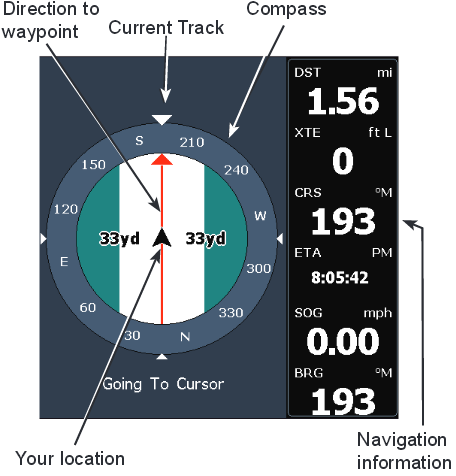 Direction to
waypoint
Current Track
Compass
S
210
240
W
300
330
N
30
60
E
120
150
33yd
33yd
Going To Cursor
DST mi
1.56
XTE ft L
0
CRS °M
193
ETA PM
8:05:42
SOG mph
0.00
BRG °M
193
Your location
Navigation
information